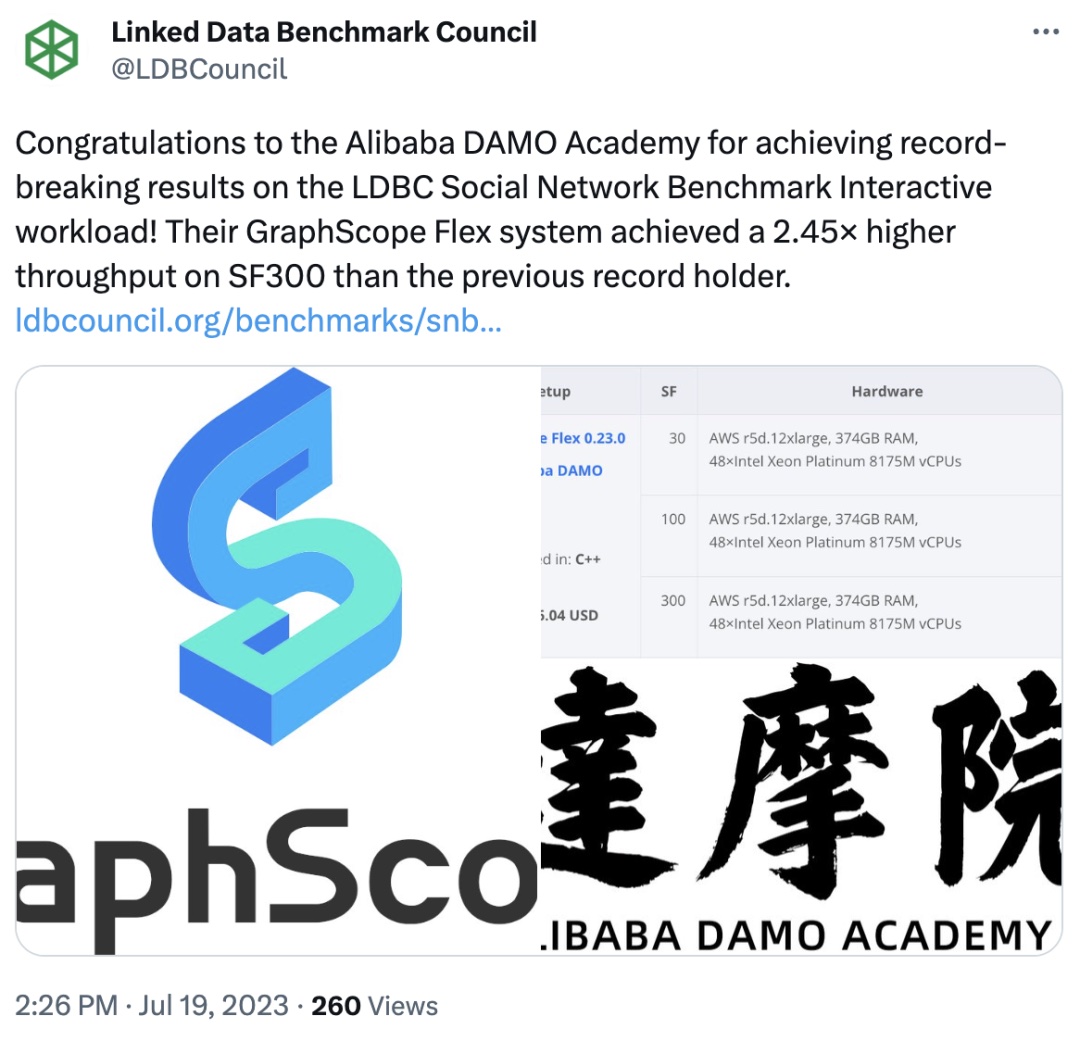 Linked Data Benchmark Council
@LDBCouncil
Congratulations to the Alibaba DAMO Academy for achieving record-
breaking results on the LDBC Social Network Benchmark Interactive
workload! Their GraphScope Flex system achieved a 2.45× higher
throughput on SF300 than the previous record holder.
ldbcouncil.org/benchmarks/snb...
aphSco
etup SF Hardware
e Flex 0.23.0 30 AWS r5d.12xlarge, 374GB RAM,
48×Intel Xeon Platinum 8175M vCPUs
ba DAMO
100 AWS r5d.12xlarge, 374GB RAM,
48×Intel Xeon Platinum 8175M vCPUs
ed in: C++
300 AWS r5d.12xlarge, 374GB RAM,
5.04 USD 48×Intel Xeon Platinum 8175M vCPUs
達摩院
LIBABA DAMO ACADEMY
2:26 PM · Jul 19, 2023 · 260 Views